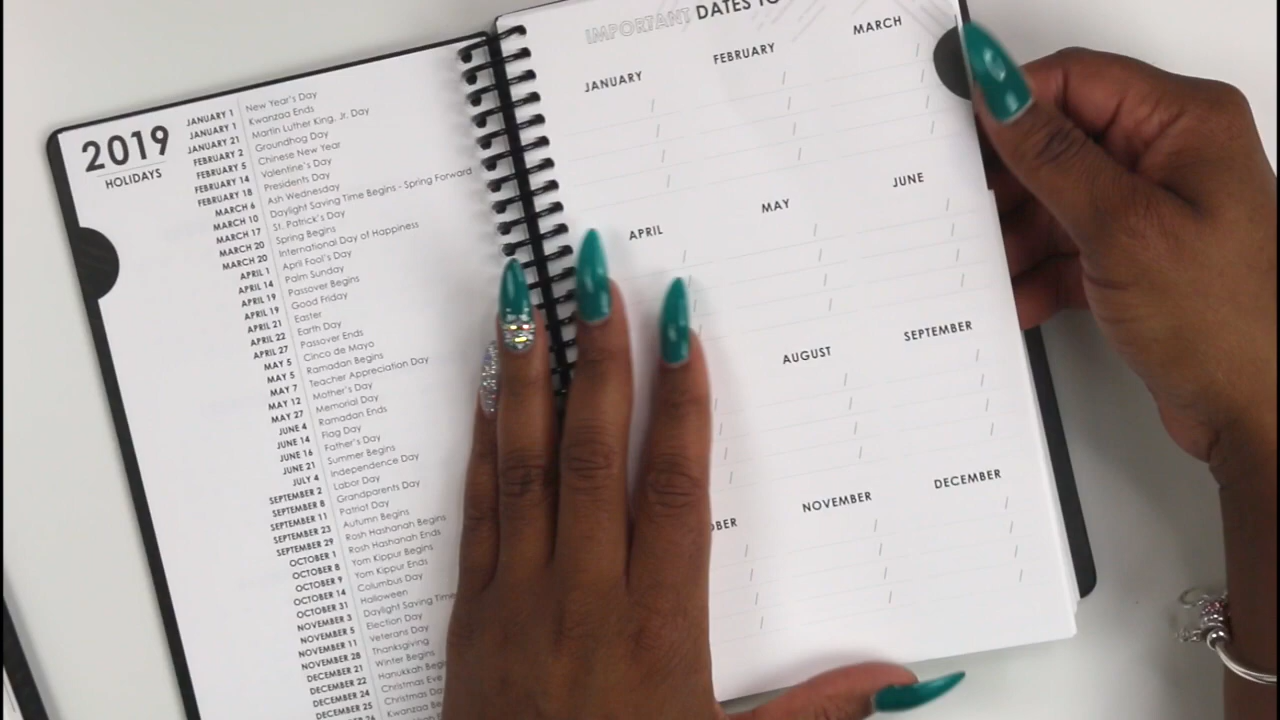 2019
HOLIDAYS
JANUARY 1 New Year's Day
JANUARY 1 Kwanzaa Ends
JANUARY 21 Martin Luther King, Jr. Day
FEBRUARY 2 Groundhog Day
FEBRUARY 5 Chinese New Year
FEBRUARY 14 Valentine's Day
FEBRUARY 18 Presidents Day
MARCH 6 Ash Wednesday
MARCH 10 Daylight Saving Time Begins - Spring Forward
MARCH 17 St. Patrick's Day
MARCH 20 Spring Begins
MARCH 20 International Day of Happiness
APRIL 1 April Fool's Day
APRIL 14 Palm Sunday
APRIL 19 Passover Begins
APRIL 19 Good Friday
APRIL 21 Easter
APRIL 22 Earth Day
APRIL 27 Passover Ends
MAY 5 Cinco de Mayo
MAY 5 Ramadan Begins
MAY 7 Teacher Appreciation Day
MAY 12 Mother's Day
MAY 27 Memorial Day
JUNE 4 Ramadan Ends
JUNE 14 Flag Day
JUNE 16 Father's Day
JUNE 21 Summer Begins
JULY 4 Independence Day
SEPTEMBER 2 Labor Day
SEPTEMBER 8 Grandparents Day
SEPTEMBER 11 Patriot Day
SEPTEMBER 23 Autumn Begins
SEPTEMBER 29 Rosh Hashanah Begins
OCTOBER 1 Rosh Hashanah Ends
OCTOBER 8 Yom Kippur Begins
OCTOBER 9 Yom Kippur Ends
OCTOBER 14 Columbus Day
OCTOBER 31 Halloween
NOVEMBER 3 Daylight Saving Time
NOVEMBER 5 Election Day
NOVEMBER 11 Veterans Day
NOVEMBER 28 Thanksgiving
DECEMBER 21 Winter Begins
DECEMBER 22 Hanukkah
DECEMBER 24 Christmas Eve
DECEMBER 25 Christmas
Kwanzaa
IMPORTANT DATES
JANUARY FEBRUARY MARCH
APRIL MAY JUNE
AUGUST SEPTEMBER
NOVEMBER DECEMBER